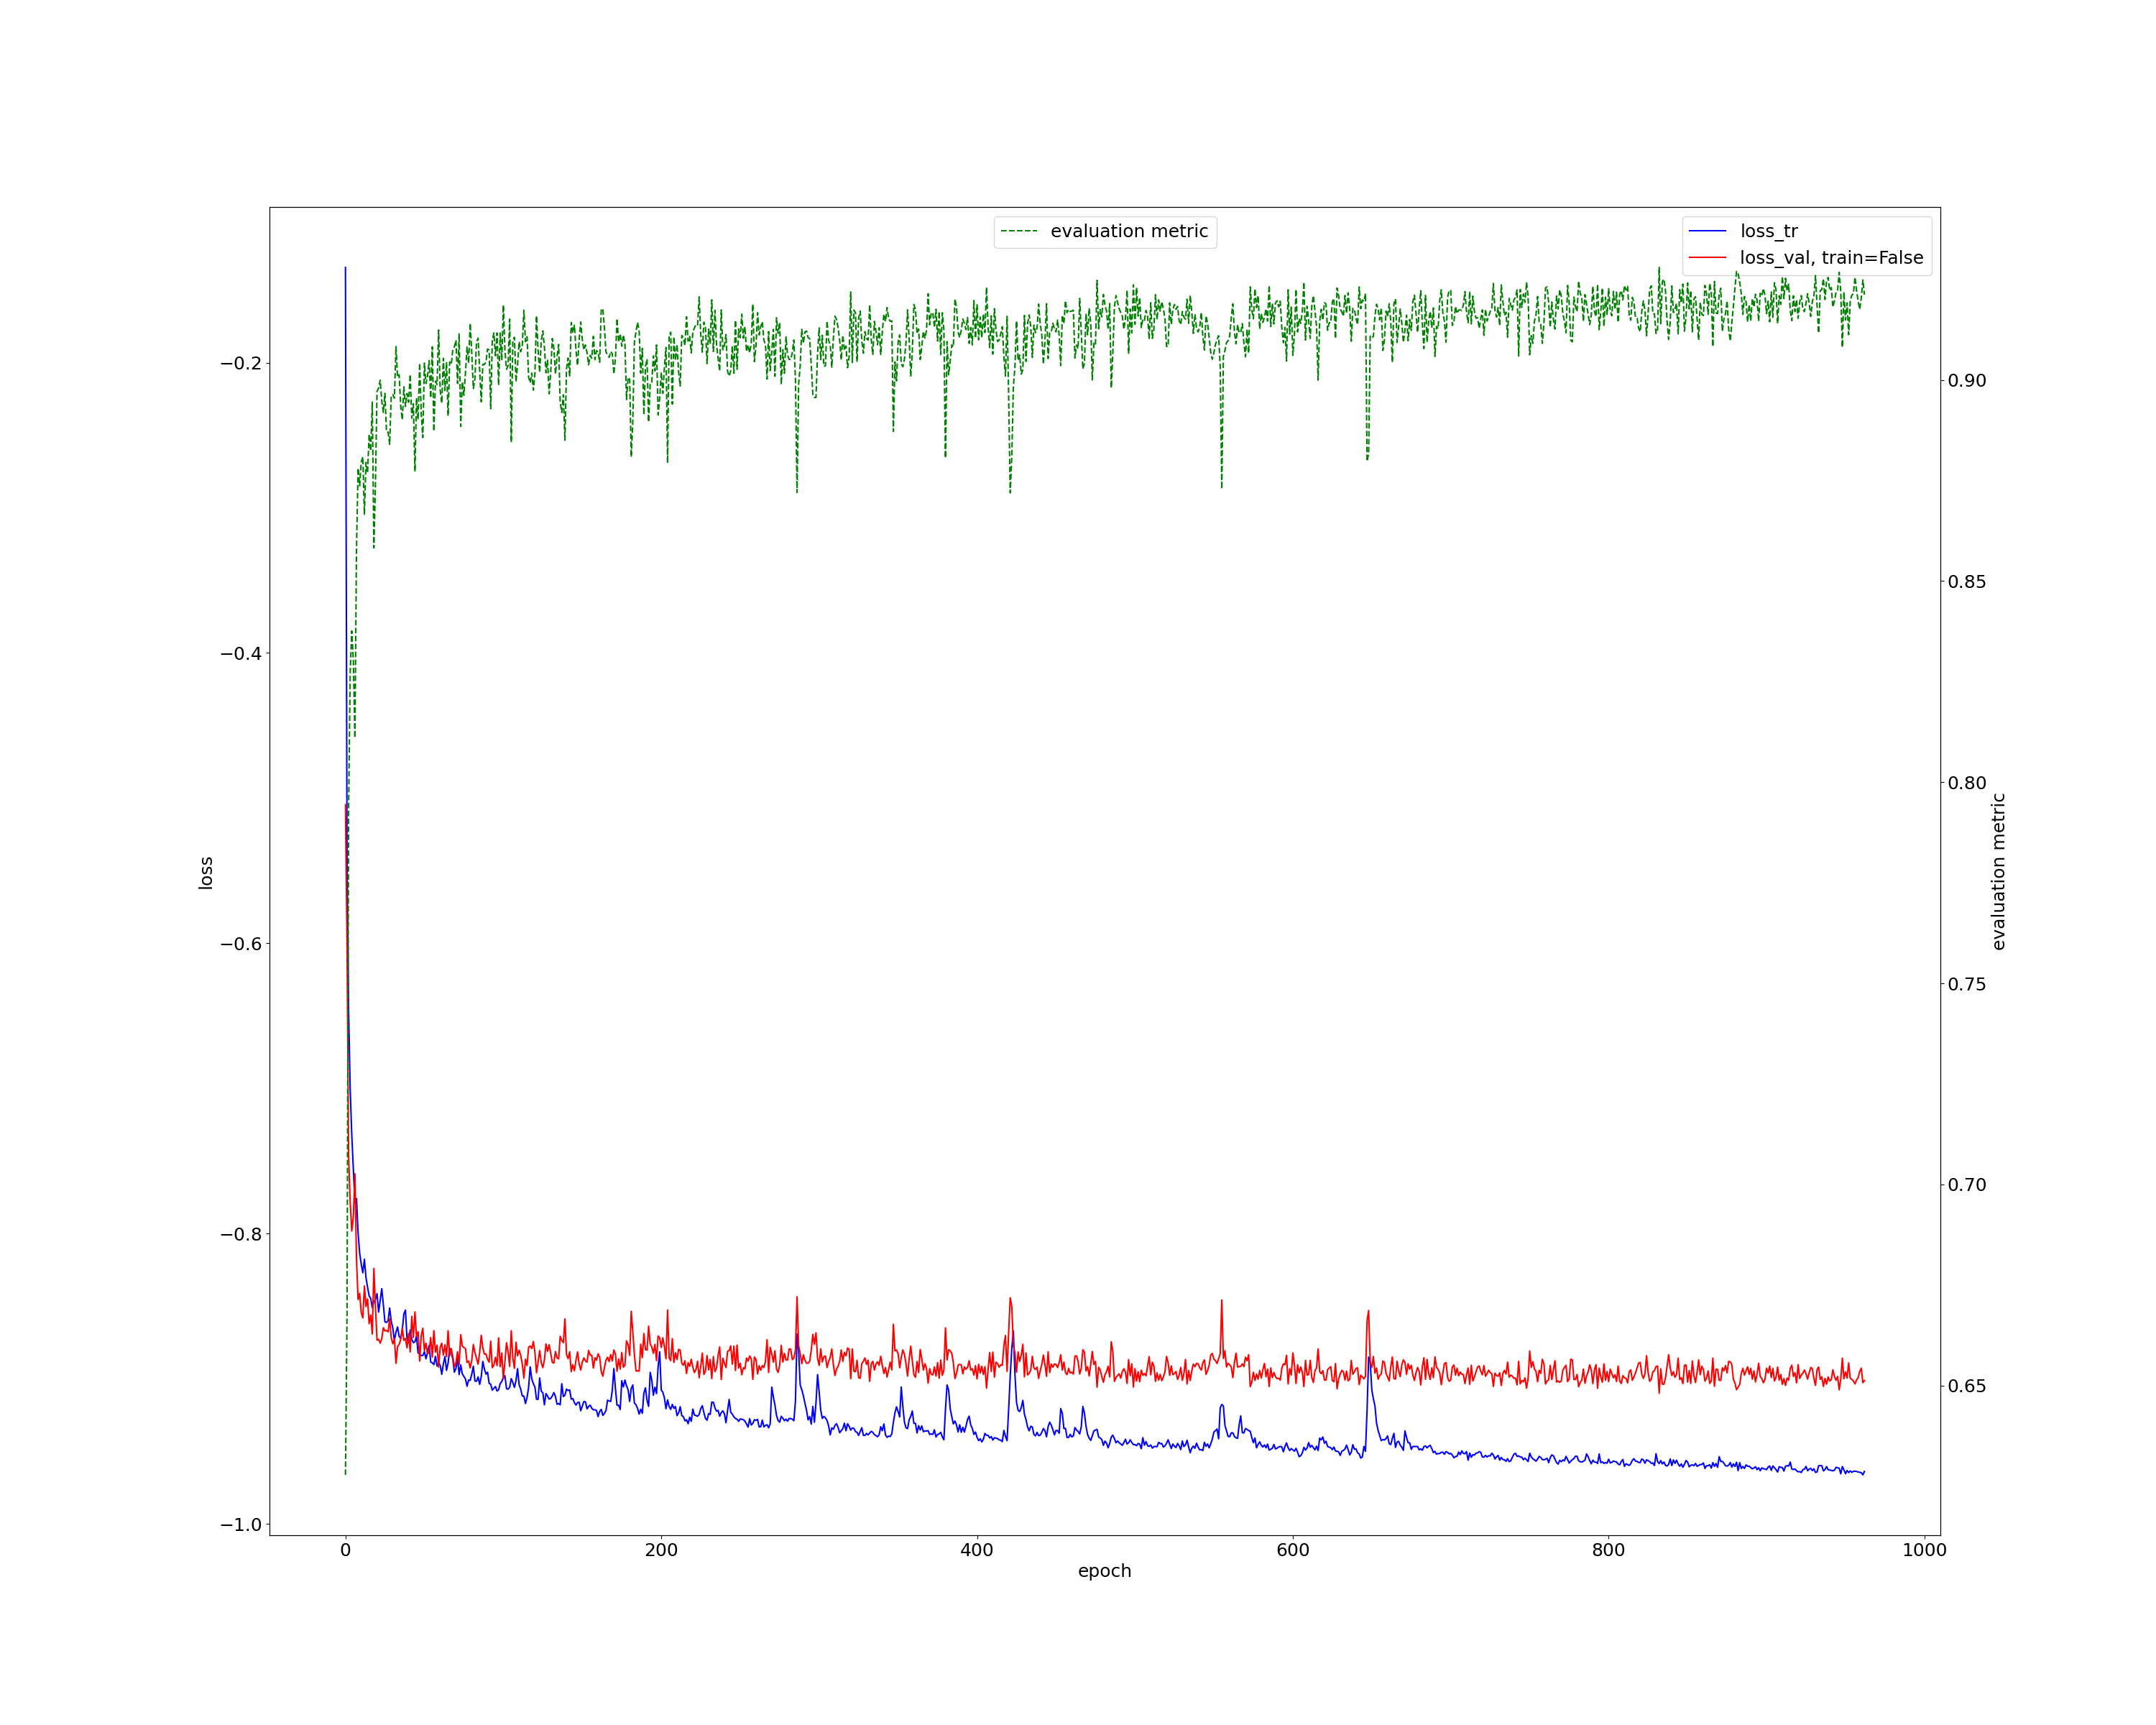 evaluation metric
loss_tr
loss_val, train=False
−0.2
−0.4
−0.6
−0.8
−1.0
loss
0.90
0.85
0.80
0.75
0.70
0.65
evaluation metric
0 200 400 600 800 1000
epoch